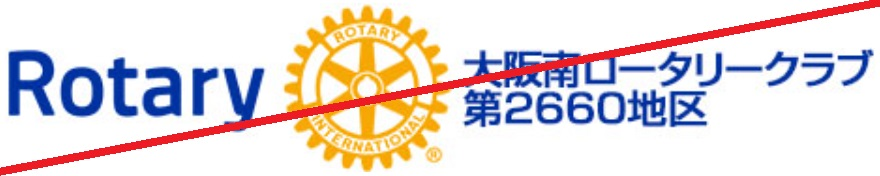 Rotary
ROTARY
INTERNATIONAL
®
大阪南ロータリークラブ
第2660地区